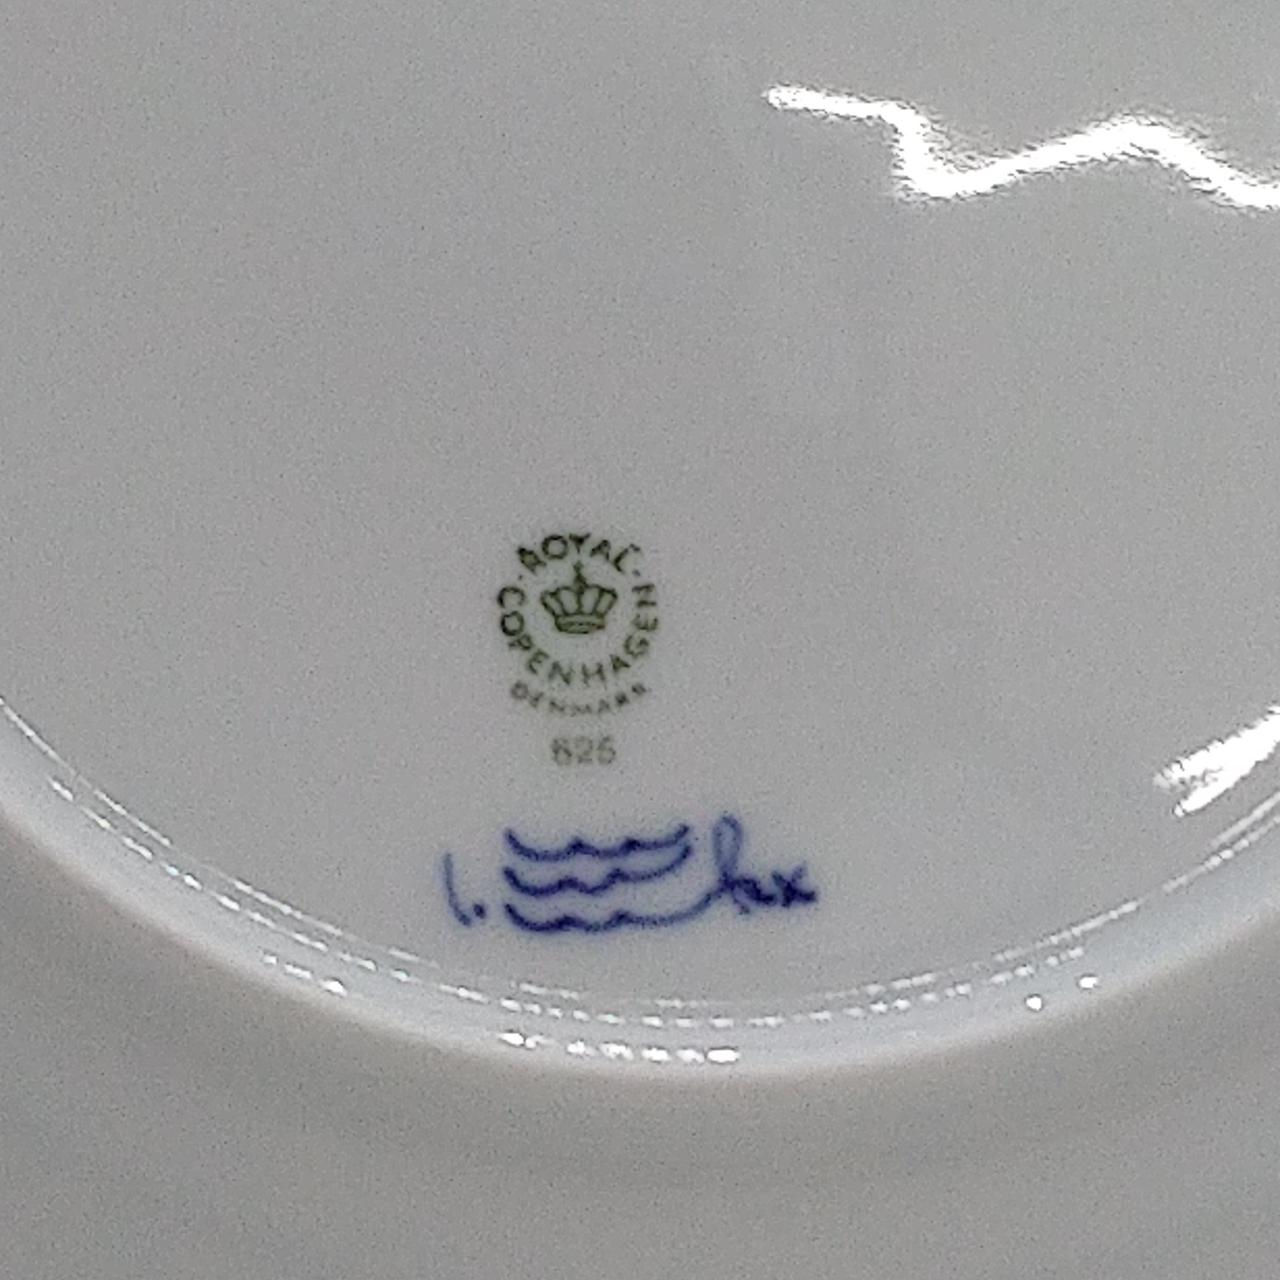 ROYAL
COPENHAGEN
DENMARK
625